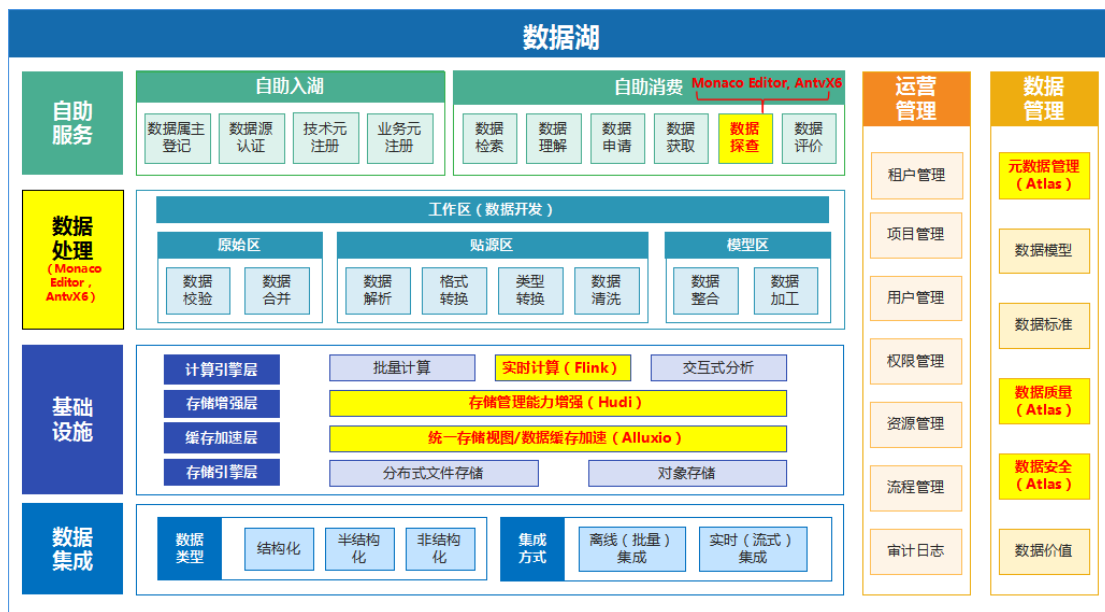 数据湖
自助
服务
自助入湖
数据属主
登记
数据源
认证
技术元
注册
业务元
注册
自助消费
Monaco Editor, AntvX6
数据
检索
数据
理解
数据
申请
数据
获取
数据
探查
数据
评价
数据
处理
（Monaco
Editor，
AntvX6）
工作区（数据开发）
原始区
数据
校验
数据
合并
贴源区
数据
解析
格式
转换
类型
转换
数据
清洗
模型区
数据
整合
数据
加工
基础
设施
计算引擎层
批量计算
实时计算（Flink）
交互式分析
存储增强层
存储管理能力增强（Hudi）
缓存加速层
统一存储视图/数据缓存加速（Alluxio）
存储引擎层
分布式文件存储
对象存储
数据
集成
数据
类型
结构化
半结构
化
非结构
化
集成
方式
离线（批量）
集成
实时（流式）
集成
运营
管理
租户管理
项目管理
用户管理
权限管理
资源管理
流程管理
审计日志
数据
管理
元数据管理
（Atlas）
数据模型
数据标准
数据质量
（Atlas）
数据安全
（Atlas）
数据价值